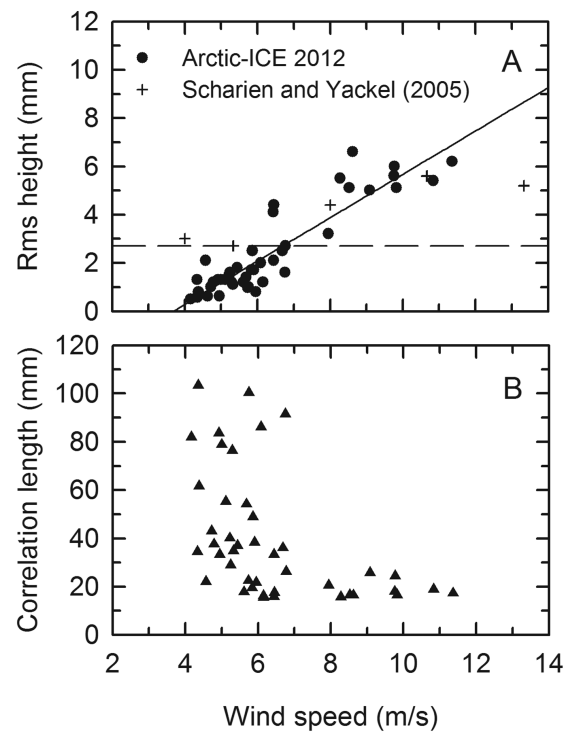 12
10
8
6
4
2
0
Rms height (mm)
Arctic-ICE 2012
Scharien and Yackel (2005)
A
120
100
80
60
40
20
0
Correlation length (mm)
B
2 4 6 8 10 12 14
Wind speed (m/s)